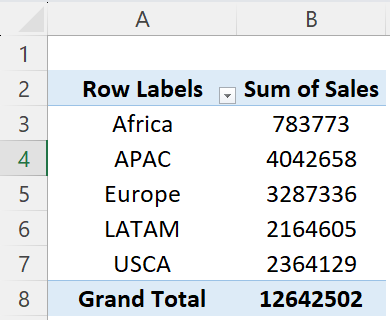 A B
1
2 Row Labels Sum of Sales
3 Africa 783773
4 APAC 4042658
5 Europe 3287336
6 LATAM 2164605
7 USCA 2364129
8 Grand Total 12642502